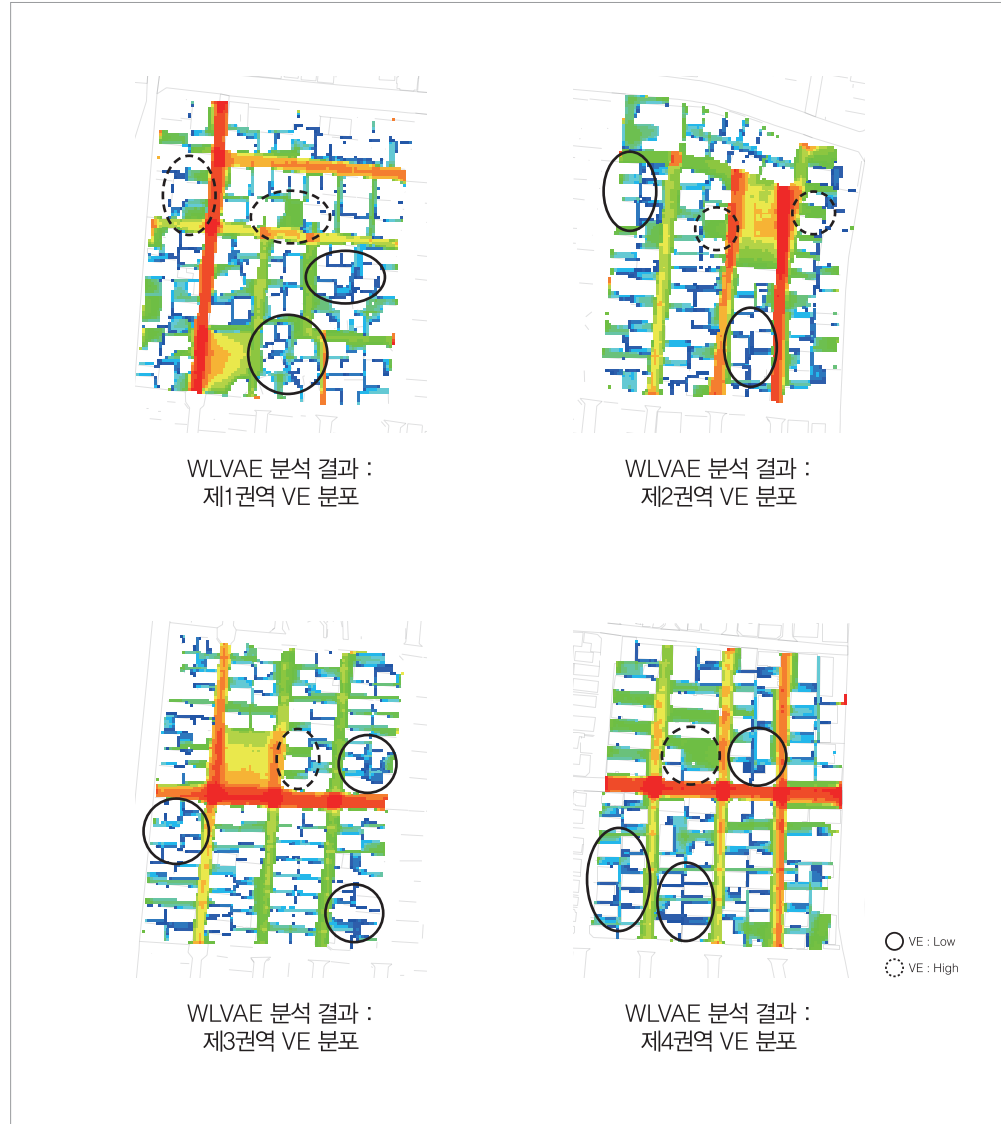 WLVAE 분석 결과 :
제1권역 VE 분포
WLVAE 분석 결과 :
제2권역 VE 분포
WLVAE 분석 결과 :
제3권역 VE 분포
WLVAE 분석 결과 :
제4권역 VE 분포
VE : Low
VE : High